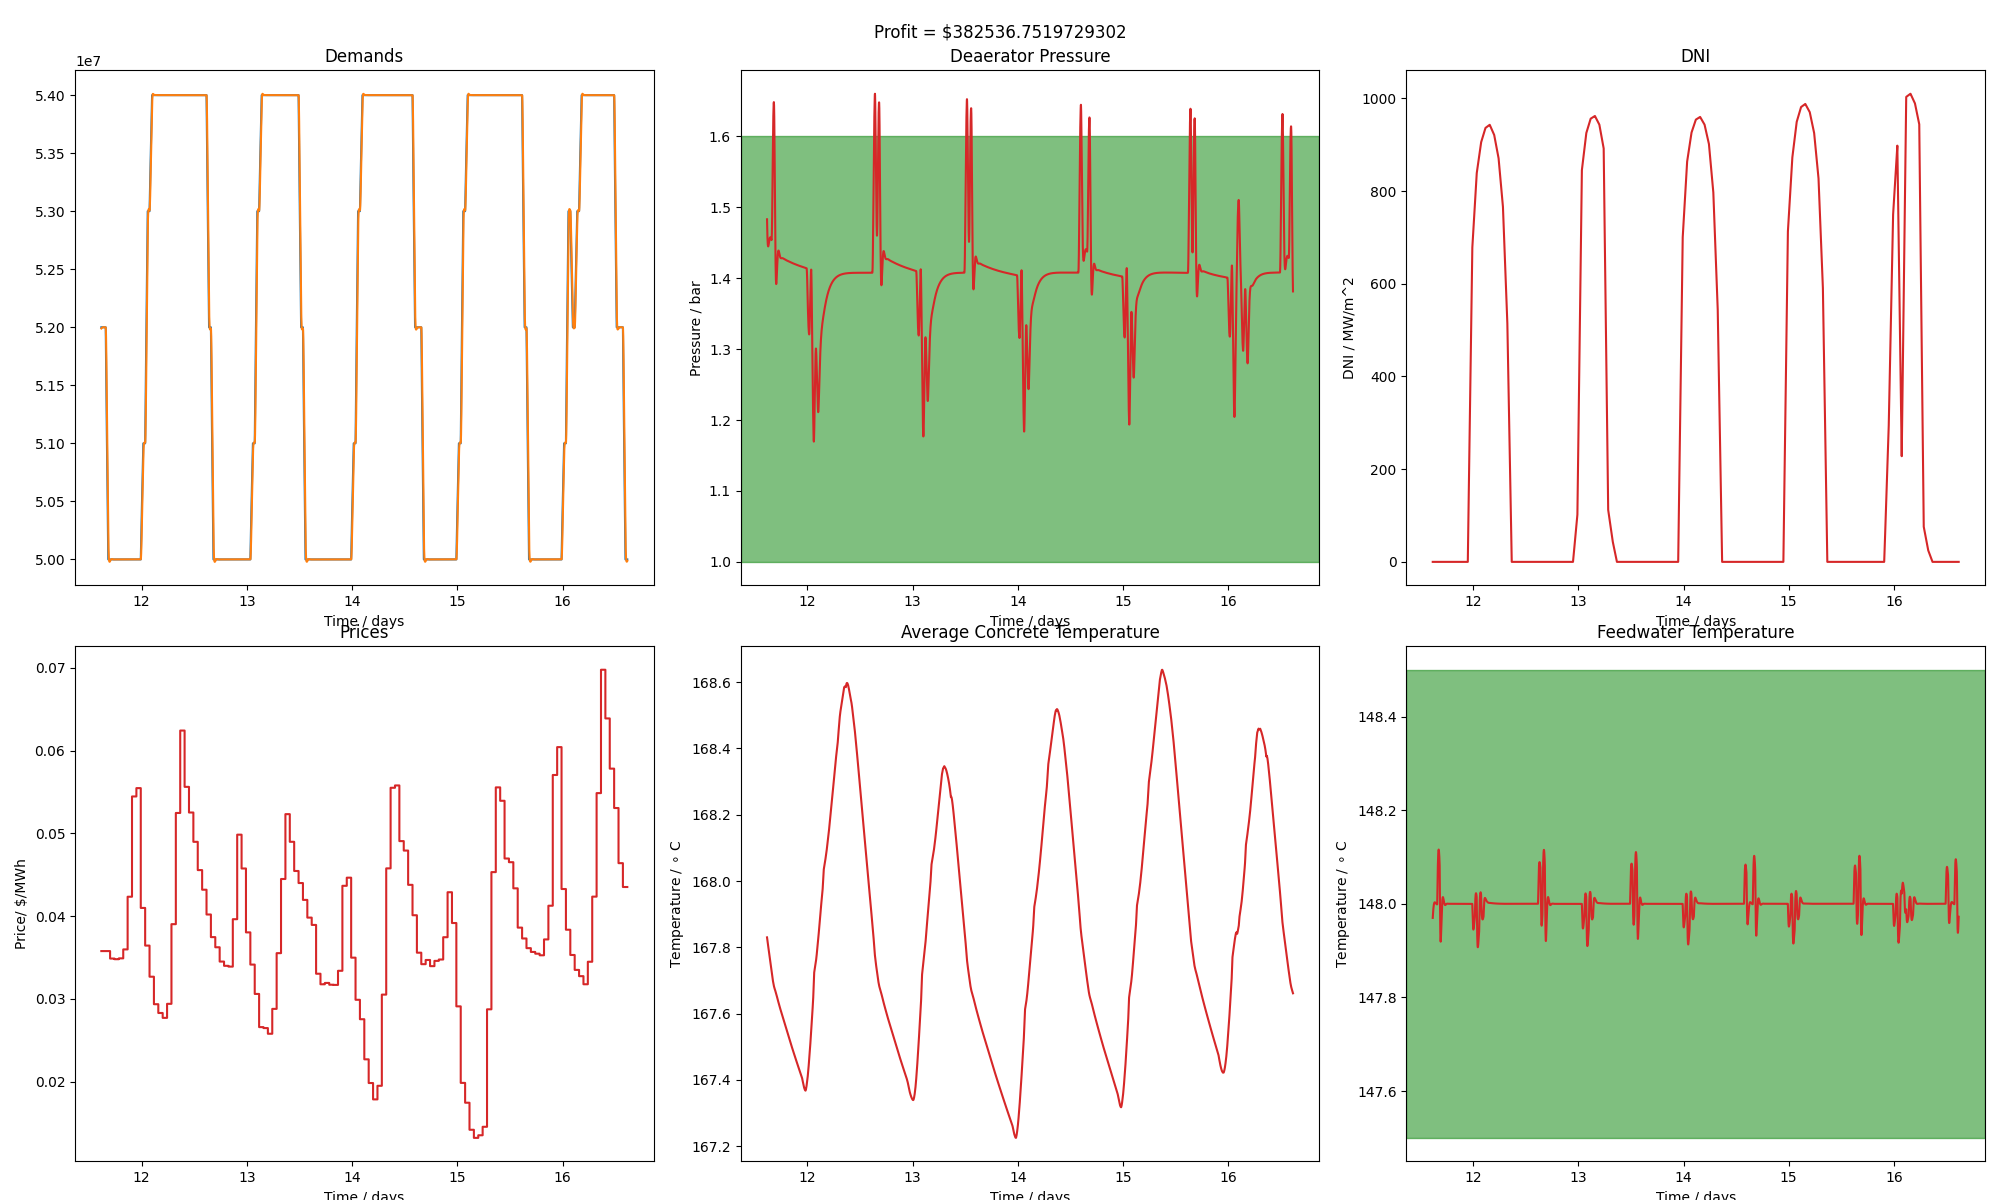 Profit = $382536.7519729302
Demands
1e7
5.40
5.35
5.30
5.25
5.20
5.15
5.10
5.05
5.00
12 13 14 15 16
Time / days
Deaerator Pressure
Pressure / bar
1.6
1.5
1.4
1.3
1.2
1.1
1.0
12 13 14 15 16
Time / days
DNI
DNI / MW/m^2
1000
800
600
400
200
0
12 13 14 15 16
Time / days
Prices
Price/ $/MWh
0.07
0.06
0.05
0.04
0.03
0.02
12 13 14 15 16
Time / days
Average Concrete Temperature
Temperature / ∘ C
168.6
168.4
168.2
168.0
167.8
167.6
167.4
167.2
12 13 14 15 16
Time / days
Feedwater Temperature
Temperature / ∘ C
148.4
148.2
148.0
147.8
147.6
12 13 14 15 16
Time / days